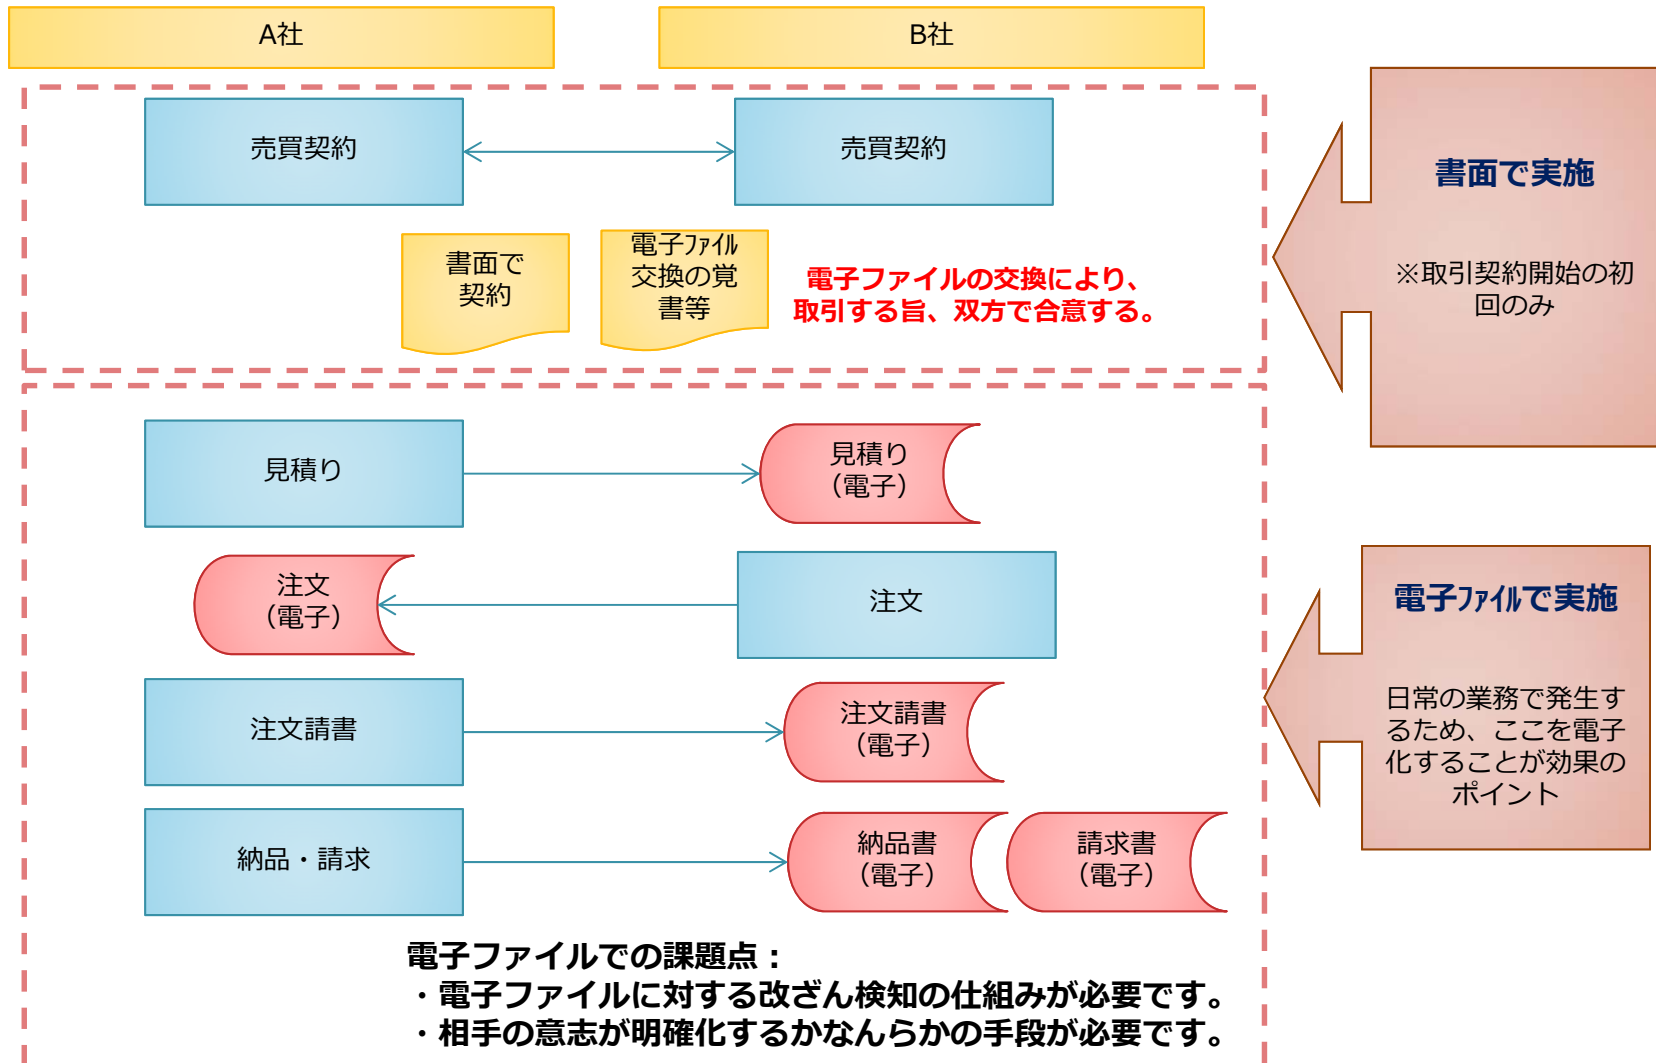 A社
B社
売買契約
売買契約
書面で
契約
電子ﾌｧｲﾙ
交換の覚
書等
電子ファイルの交換により、
取引する旨、双方で合意する。
書面で実施
※取引契約開始の初
回のみ
見積り
見積り
（電子）
注文
（電子）
注文
注文請書
注文請書
（電子）
納品・請求
納品書
（電子）
請求書
（電子）
電子ﾌｧｲﾙで実施
日常の業務で発生す
るため、ここを電子
化することが効果の
ポイント
電子ファイルでの課題点：
・電子ファイルに対する改ざん検知の仕組みが必要です。
・相手の意志が明確化するかなんらかの手段が必要です。